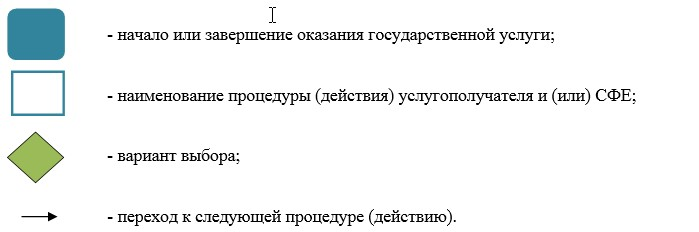 - начало или завершение оказания государственной услуги;
- наименование процедуры (действия) услугополучателя и (или) СФЕ;
- вариант выбора;
- переход к следующей процедуре (действию).